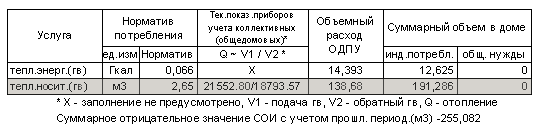 Услуга
Норматив потребления
Тек.показ.приборов учета коллективных (общедомовых)*
Объемный расход ОДПУ
Суммарный объем в доме
ед.изм Норматив Q ~ V1 / V2 * инд.потребл. общ. нужды
тепл.энерг.(гв) Гкал 0,066 X 14,393 12,625 0
тепл.носит.(гв) м3 2,65 21552.80/18793.57 138,68 191,286 0
* X - заполнение не предусмотрено, V1 - подача гв, V2 - обратный гв, Q - отопление
Суммарное отрицательное значение СОИ с учетом прошл. период.(м3) -255,082